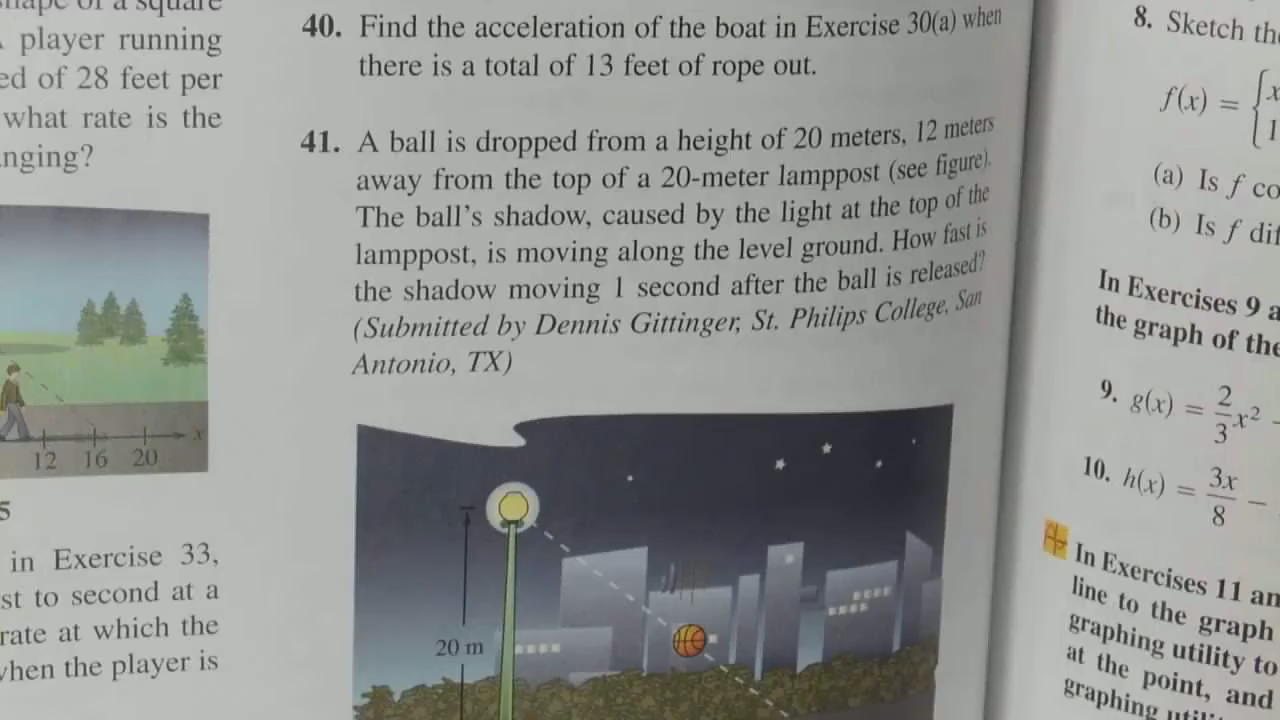 of a square
player running
of 28 feet per
what rate is the
12 16 20
5
in Exercise 33,
to second at a
rate at which the
when the player is
40. Find the acceleration of the boat in Exercise 30(a) when
there is a total of 13 feet of rope out.
41. A ball is dropped from a height of 20 meters, 12 meters
away from the top of a 20-meter lamppost (see figure).
The ball's shadow, caused by the light at the top of the
lamppost, is moving along the level ground. How fast is
the shadow moving 1 second after the ball is released?
(Submitted by Dennis Gittinger, St. Philips College, San
Antonio, TX)
20 m
8. Sketch the
f(x) = {x
1
(a) Is f co
(b) Is f dif
In Exercises 9 a
the graph of the
9. g(x) = 2/3 x² -
10. h(x) = 3x/8 -
In Exercises 11 an
line to the graph
graphing utility to
at the point, and
graphing